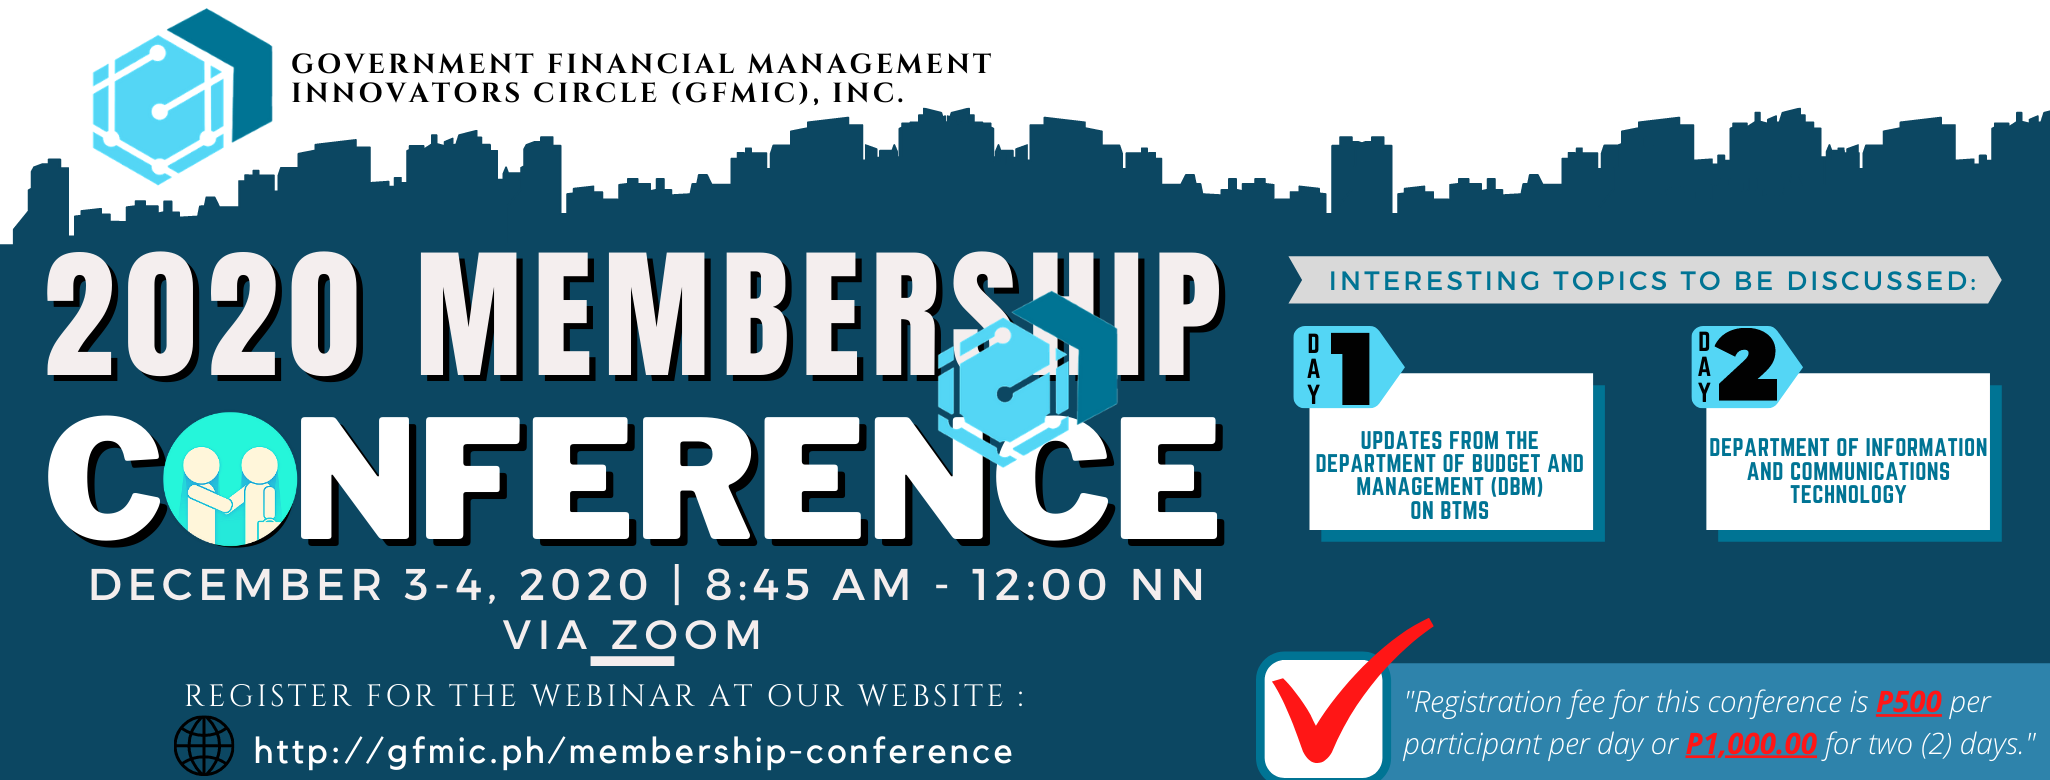 GOVERNMENT FINANCIAL MANAGEMENT
INNOVATORS CIRCLE (GFMIC), INC.
2020 MEMBERSHIP
CONFERENCE
DECEMBER 3-4, 2020 | 8:45 AM - 12:00 NN
VIA ZOOM
REGISTER FOR THE WEBINAR AT OUR WEBSITE :
http://gfmic.ph/membership-conference
INTERESTING TOPICS TO BE DISCUSSED:
DAY 1
UPDATES FROM THE
DEPARTMENT OF BUDGET AND
MANAGEMENT (DBM)
ON BTMS
DAY 2
DEPARTMENT OF INFORMATION
AND COMMUNICATIONS
TECHNOLOGY
"Registration fee for this conference is P500 per
participant per day or P1,000.00 for two (2) days."